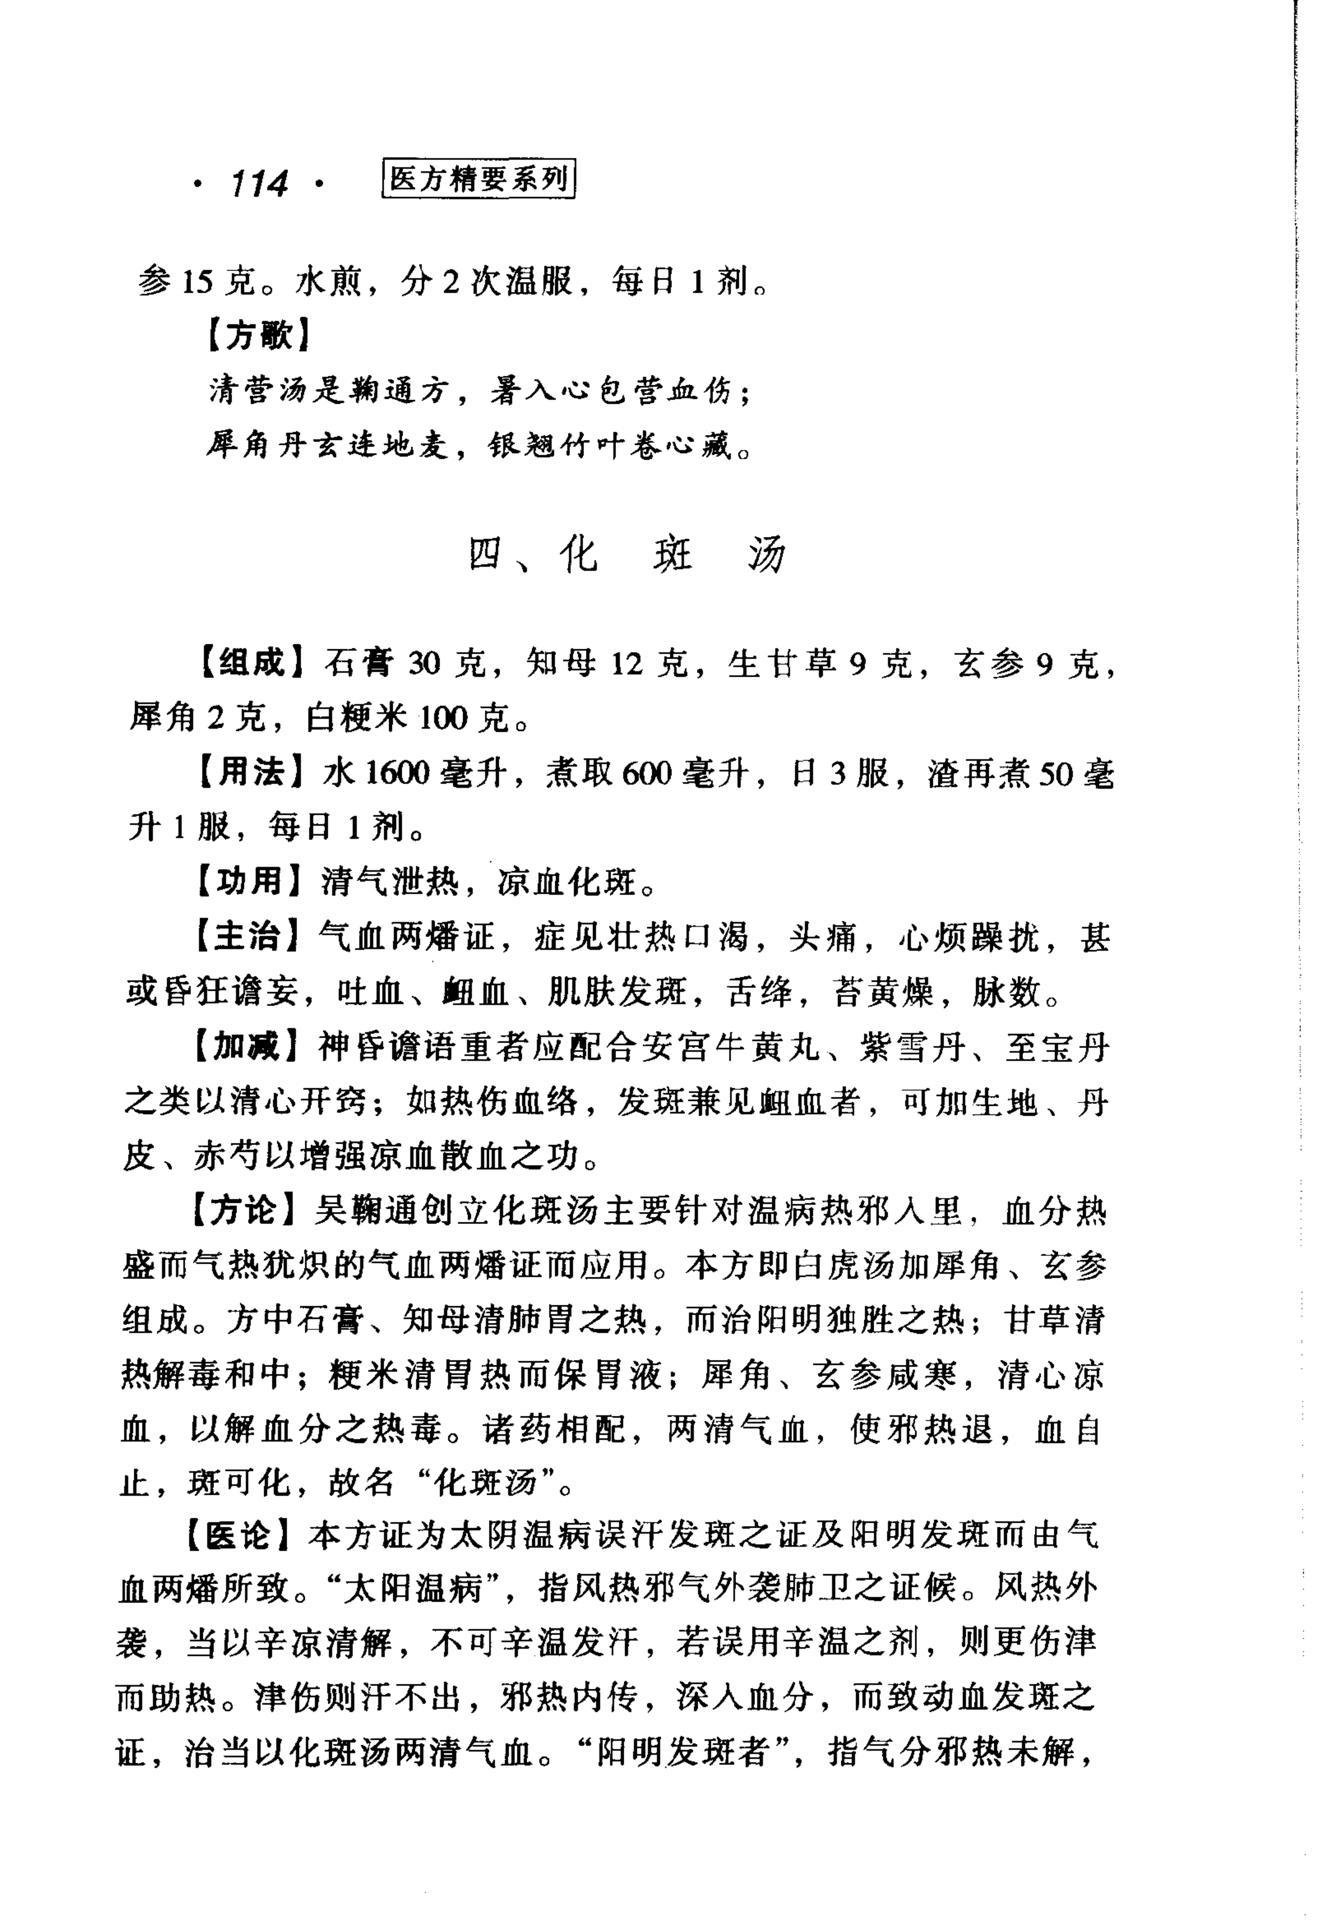 · 114 · 医方精要系列
参 15 克。水煎，分 2 次温服，每日 1 剂。
【方歌】
清营汤是鞠通方，暑入心包营血伤；
犀角丹玄连地麦，银翘竹叶卷心藏。
四、化 斑 汤
【组成】石膏 30 克，知母 12 克，生甘草 9 克，玄参 9 克，
犀角 2 克，白粳米 100 克。
【用法】水 1600 毫升，煮取 600 毫升，日 3 服，渣再煮 50 毫
升 1 服，每日 1 剂。
【功用】清气泄热，凉血化斑。
【主治】气血两燔证，症见壮热口渴，头痛，心烦躁扰，甚
或昏狂谵妄，吐血、衄血、肌肤发斑，舌绛，苔黄燥，脉数。
【加减】神昏谵语重者应配合安宫牛黄丸、紫雪丹、至宝丹
之类以清心开窍；如热伤血络，发斑兼见衄血者，可加生地、丹
皮、赤芍以增强凉血散血之功。
【方论】吴鞠通创立化斑汤主要针对温病热邪入里，血分热
盛而气热犹炽的气血两燔证而应用。本方即白虎汤加犀角、玄参
组成。方中石膏、知母清肺胃之热，而治阳明独胜之热；甘草清
热解毒和中；粳米清胃热而保胃液；犀角、玄参咸寒，清心凉
血，以解血分之热毒。诸药相配，两清气血，使邪热退，血自
止，斑可化，故名“化斑汤”。
【医论】本方证为太阴温病误汗发斑之证及阳明发斑而由气
血两燔所致。“太阳温病”，指风热邪气外袭肺卫之证候。风热外
袭，当以辛凉清解，不可辛温发汗，若误用辛温之剂，则更伤津
而助热。津伤则汗不出，邪热内传，深入血分，而致动血发斑之
证，治当以化斑汤两清气血。“阳明发斑者”，指气分邪热未解，